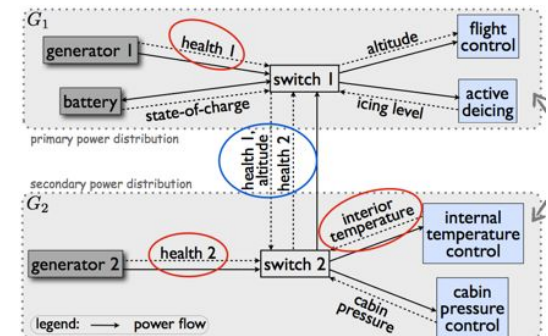 G1
generator 1
health 1
altitude
flight
control
switch 1
battery
state-of-charge
icing level
active
deicing
primary power distribution
health 1,
altitude
health 2
secondary power distribution
G2
interior
temperature
internal
temperature
control
generator 2
health 2
switch 2
cabin
pressure
cabin
pressure
control
legend:
power flow